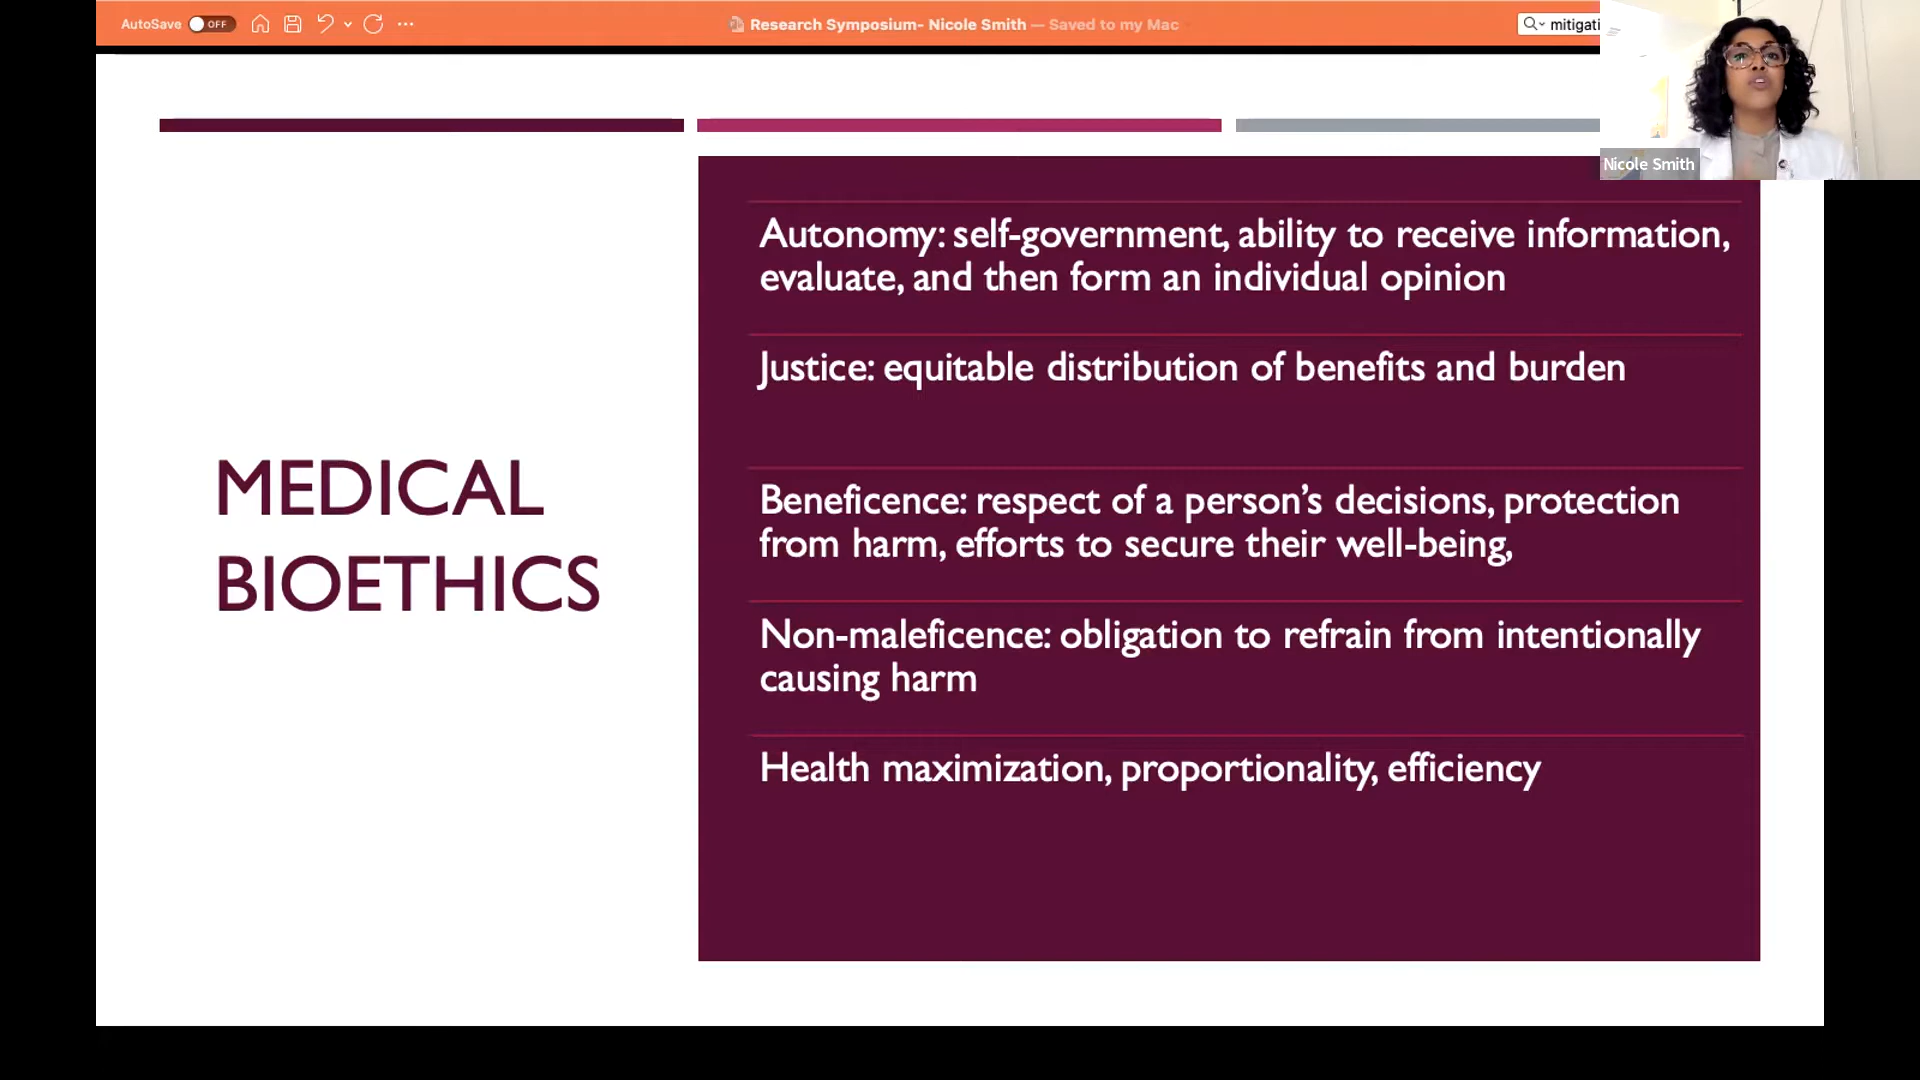 AutoSave OFF
Research Symposium- Nicole Smith — Saved to my Mac
mitigati
Nicole Smith
MEDICAL
BIOETHICS
Autonomy: self-government, ability to receive information,
evaluate, and then form an individual opinion
Justice: equitable distribution of benefits and burden
Beneficence: respect of a person's decisions, protection
from harm, efforts to secure their well-being,
Non-maleficence: obligation to refrain from intentionally
causing harm
Health maximization, proportionality, efficiency